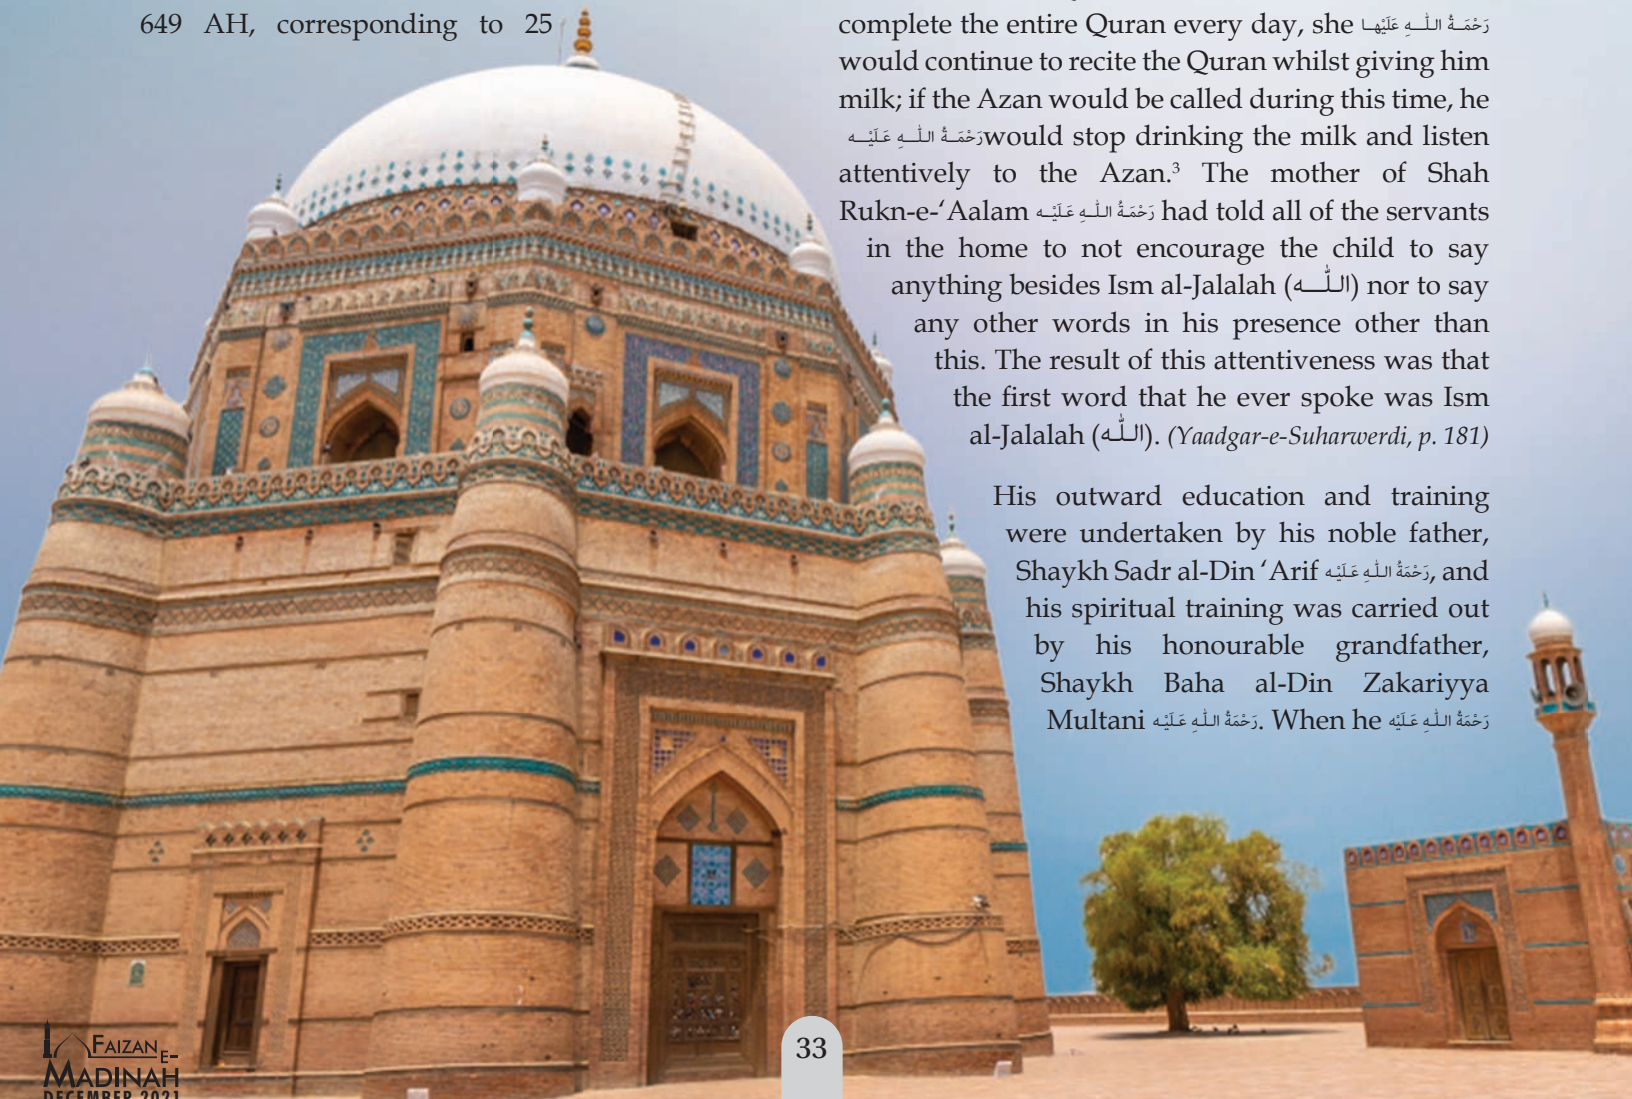 649 AH, corresponding to 25
complete the entire Quran every day, she رَحْمَةُ اللّٰهِ عَلَيْهَا
would continue to recite the Quran whilst giving him
milk; if the Azan would be called during this time, he
رَحْمَةُ اللّٰهِ عَلَيْه would stop drinking the milk and listen
attentively to the Azan.³ The mother of Shah
Rukn-e-‘Aalam رَحْمَةُ اللّٰهِ عَلَيْه had told all of the servants
in the home to not encourage the child to say
anything besides Ism al-Jalalah (اللّٰه) nor to say
any other words in his presence other than
this. The result of this attentiveness was that
the first word that he ever spoke was Ism
al-Jalalah (اللّٰه). (Yaadgar-e-Suharwerdi, p. 181)
His outward education and training
were undertaken by his noble father,
Shaykh Sadr al-Din ‘Arif رَحْمَةُ اللّٰهِ عَلَيْه, and
his spiritual training was carried out
by his honourable grandfather,
Shaykh Baha al-Din Zakariyya
Multani رَحْمَةُ اللّٰهِ عَلَيْه. When he رَحْمَةُ اللّٰهِ عَلَيْه
FAIZAN E-
MADINAH
DECEMBER 2021
33